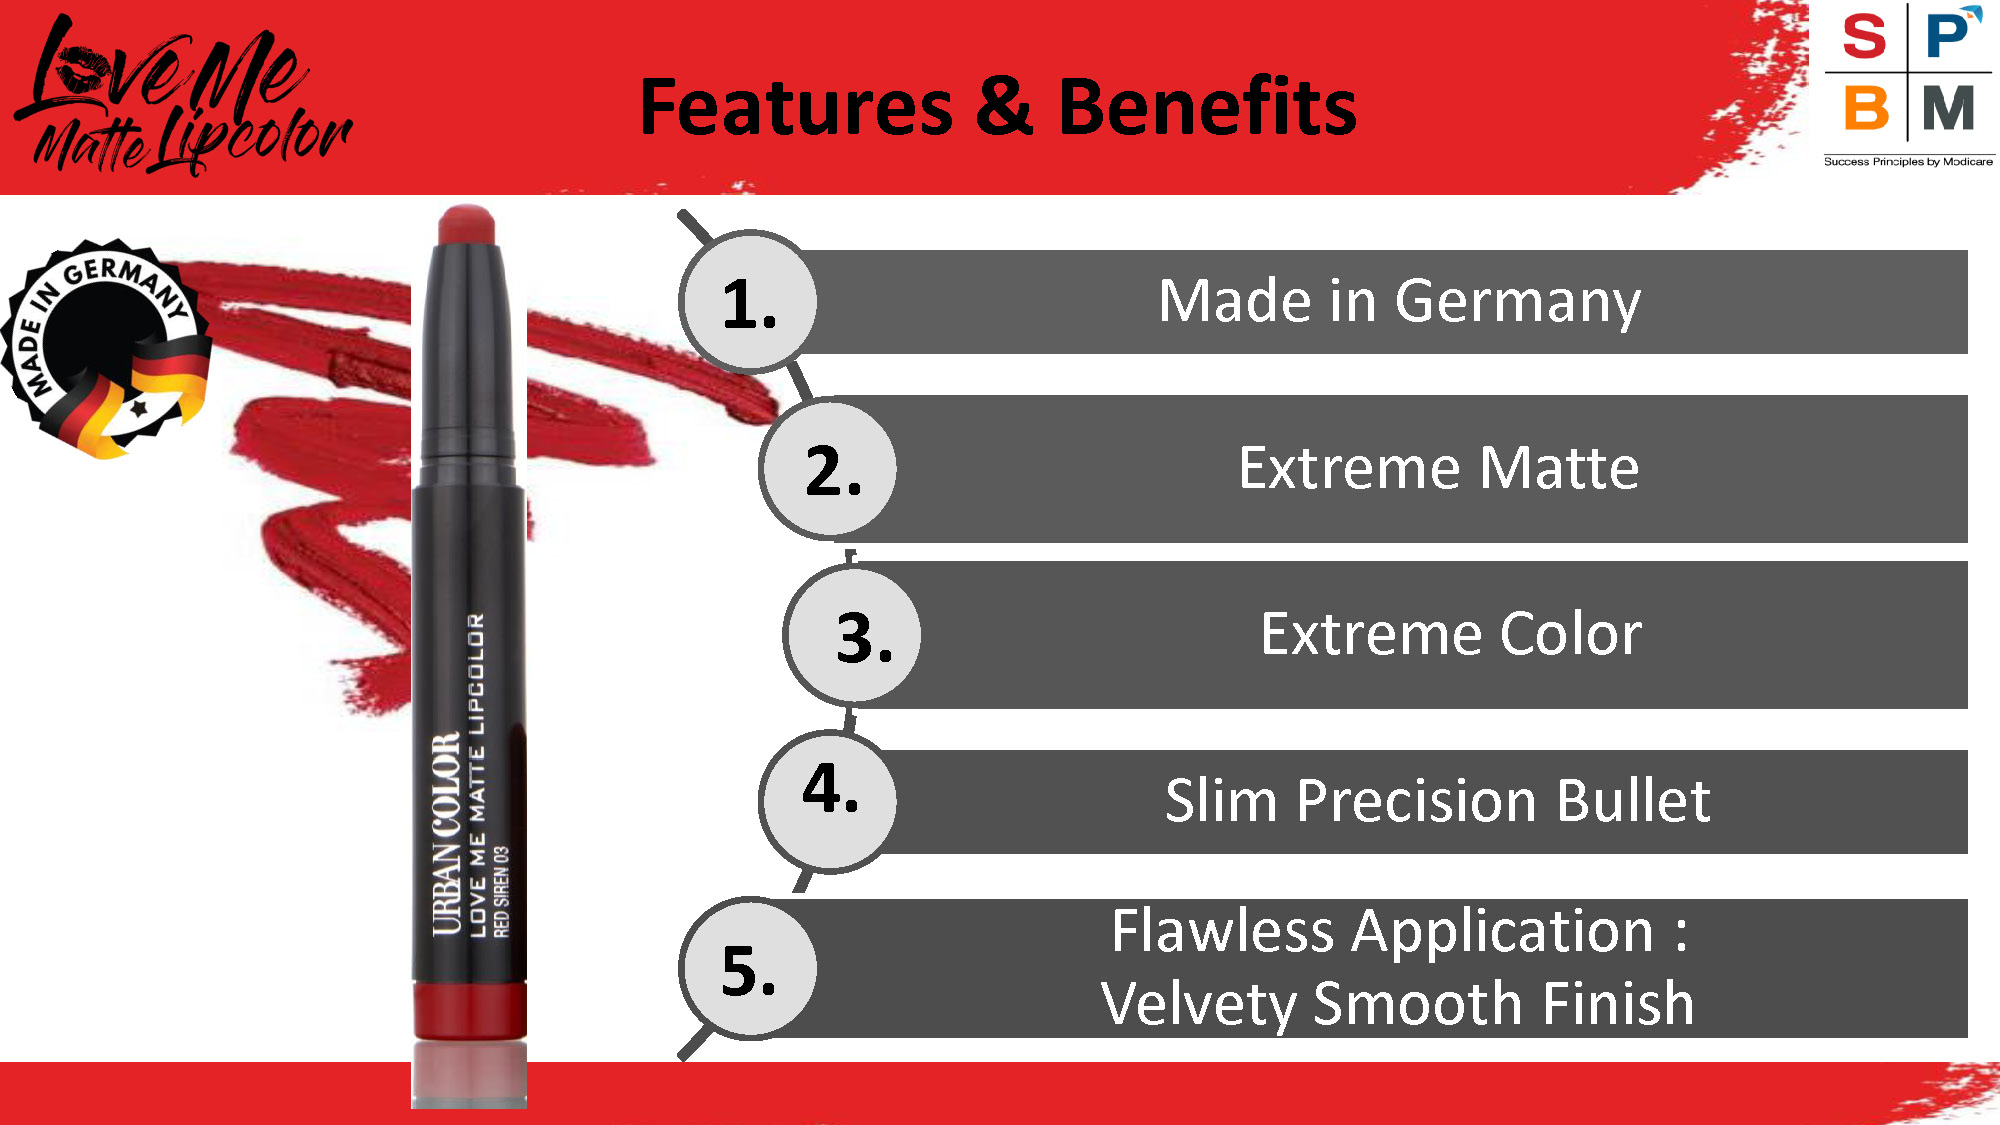 Love Me
Matte Lipcolor
Features & Benefits
S P
B M
Success Principles by Modicare
MADE IN GERMANY
1.
Made in Germany
2.
Extreme Matte
3.
Extreme Color
4.
Slim Precision Bullet
5.
Flawless Application :
Velvety Smooth Finish
URBAN COLOR
LOVE ME MATTE LIPCOLOR
RED SIREN 03